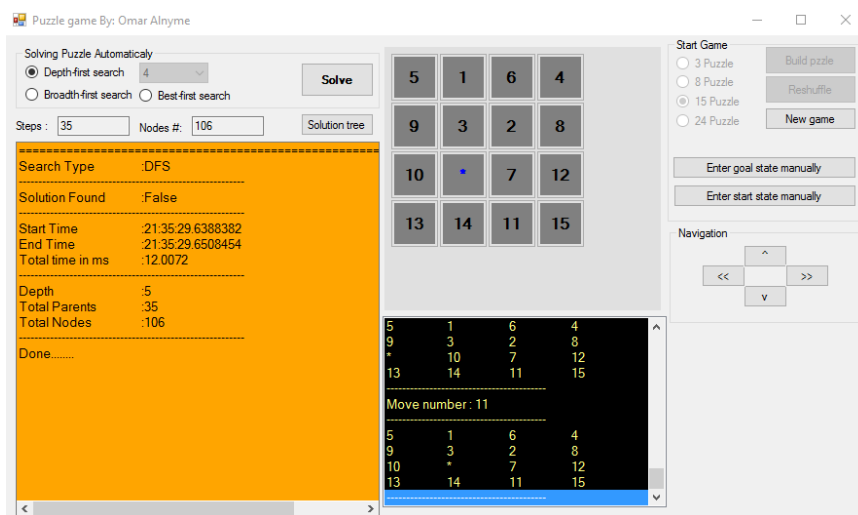 Puzzle game By: Omar Alnyme
Solving Puzzle Automaticaly
Depth-first search 4
Broadth-first search Best-first search
Solve
Steps : 35 Nodes #: 106 Solution tree
==================================================
Search Type :DFS
--------------------------------------------------
Solution Found :False
--------------------------------------------------
Start Time :21:35:29.6388382
End Time :21:35:29.6508454
Total time in ms :12.0072
--------------------------------------------------
Depth :5
Total Parents :35
Total Nodes :106
--------------------------------------------------
Done........
5 1 6 4
9 3 2 8
10 * 7 12
13 14 11 15
5 1 6 4
9 3 2 8
* 10 7 12
13 14 11 15
--------------------------------------------------
Move number : 11
--------------------------------------------------
5 1 6 4
9 3 2 8
10 * 7 12
13 14 11 15
--------------------------------------------------
Start Game
3 Puzzle
8 Puzzle
15 Puzzle
24 Puzzle
Build pzzle
Reshuffle
New game
Enter goal state manually
Enter start state manually
Navigation
^
<< >>
v